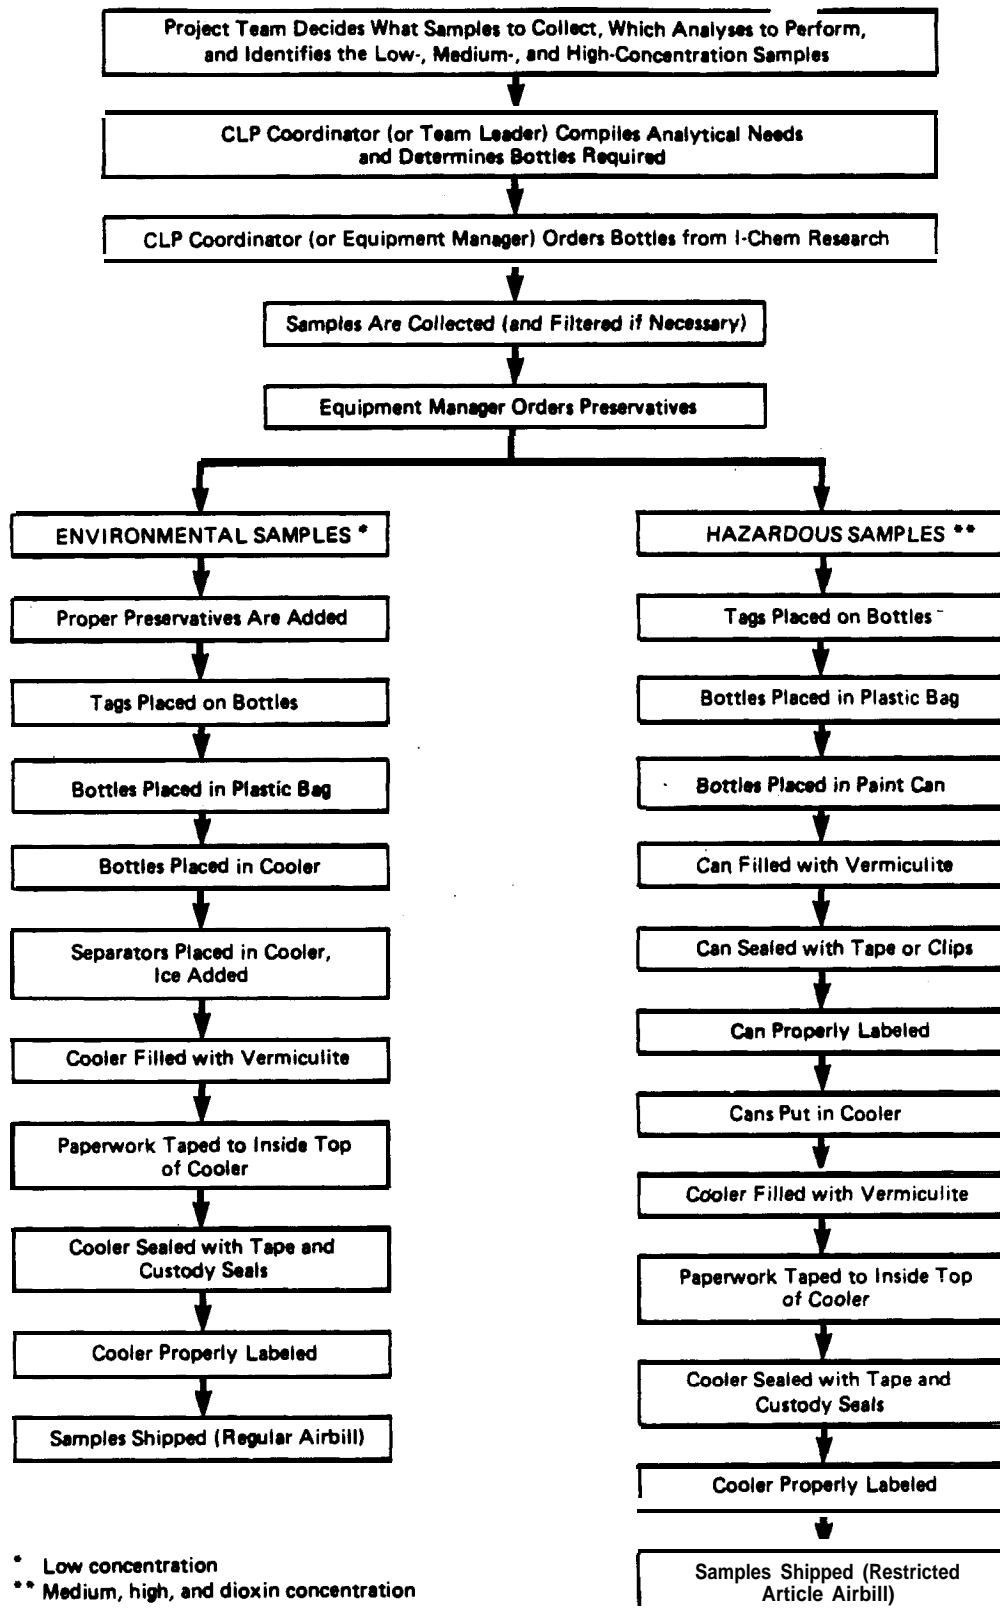 Project Team Decides What Samples to Collect, Which Analyses to Perform,
and Identifies the Low-, Medium-, and High-Concentration Samples
CLP Coordinator (or Team Leader) Compiles Analytical Needs
and Determines Bottles Required
CLP Coordinator (or Equipment Manager) Orders Bottles from I-Chem Research
Samples Are Collected (and Filtered if Necessary)
Equipment Manager Orders Preservatives
ENVIRONMENTAL SAMPLES *
Proper Preservatives Are Added
Tags Placed on Bottles
Bottles Placed in Plastic Bag
Bottles Placed in Cooler
Separators Placed in Cooler,
Ice Added
Cooler Filled with Vermiculite
Paperwork Taped to Inside Top
of Cooler
Cooler Sealed with Tape and
Custody Seals
Cooler Properly Labeled
Samples Shipped (Regular Airbill)
HAZARDOUS SAMPLES **
Tags Placed on Bottles
Bottles Placed in Plastic Bag
Bottles Placed in Paint Can
Can Filled with Vermiculite
Can Sealed with Tape or Clips
Can Properly Labeled
Cans Put in Cooler
Cooler Filled with Vermiculite
Paperwork Taped to Inside Top
of Cooler
Cooler Sealed with Tape and
Custody Seals
Cooler Properly Labeled
Samples Shipped (Restricted
Article Airbill)
* Low concentration
** Medium, high, and dioxin concentration